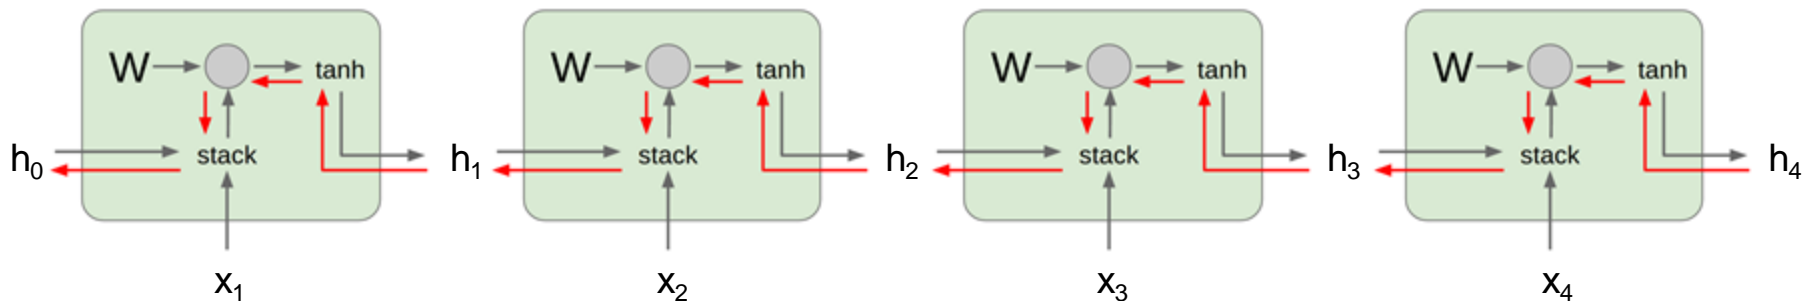 W tanh W tanh W tanh W tanh
h₀ stack h₁ stack h₂ stack h₃ stack h₄
x₁ x₂ x₃ x₄